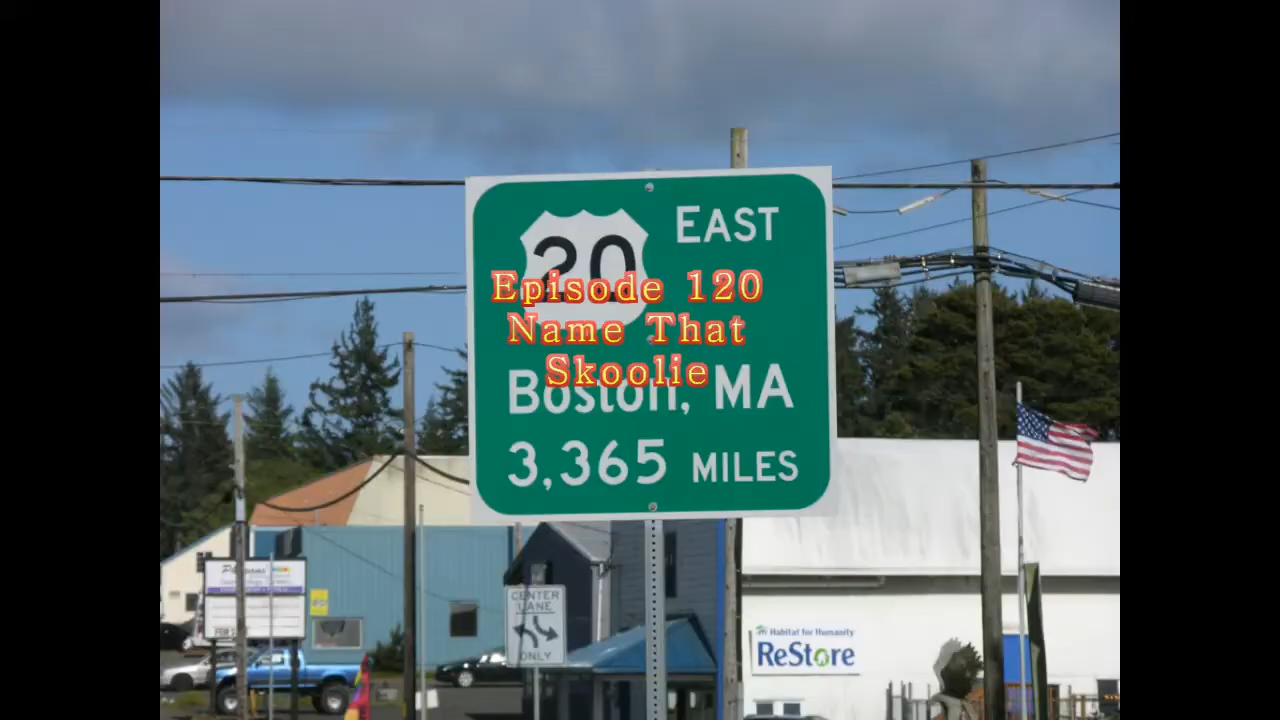 20 EAST
Episode 120
Name That
Skoolie
Boston, MA
3,365 MILES
CENTER
LANE
ONLY
Habitat for Humanity
ReStore